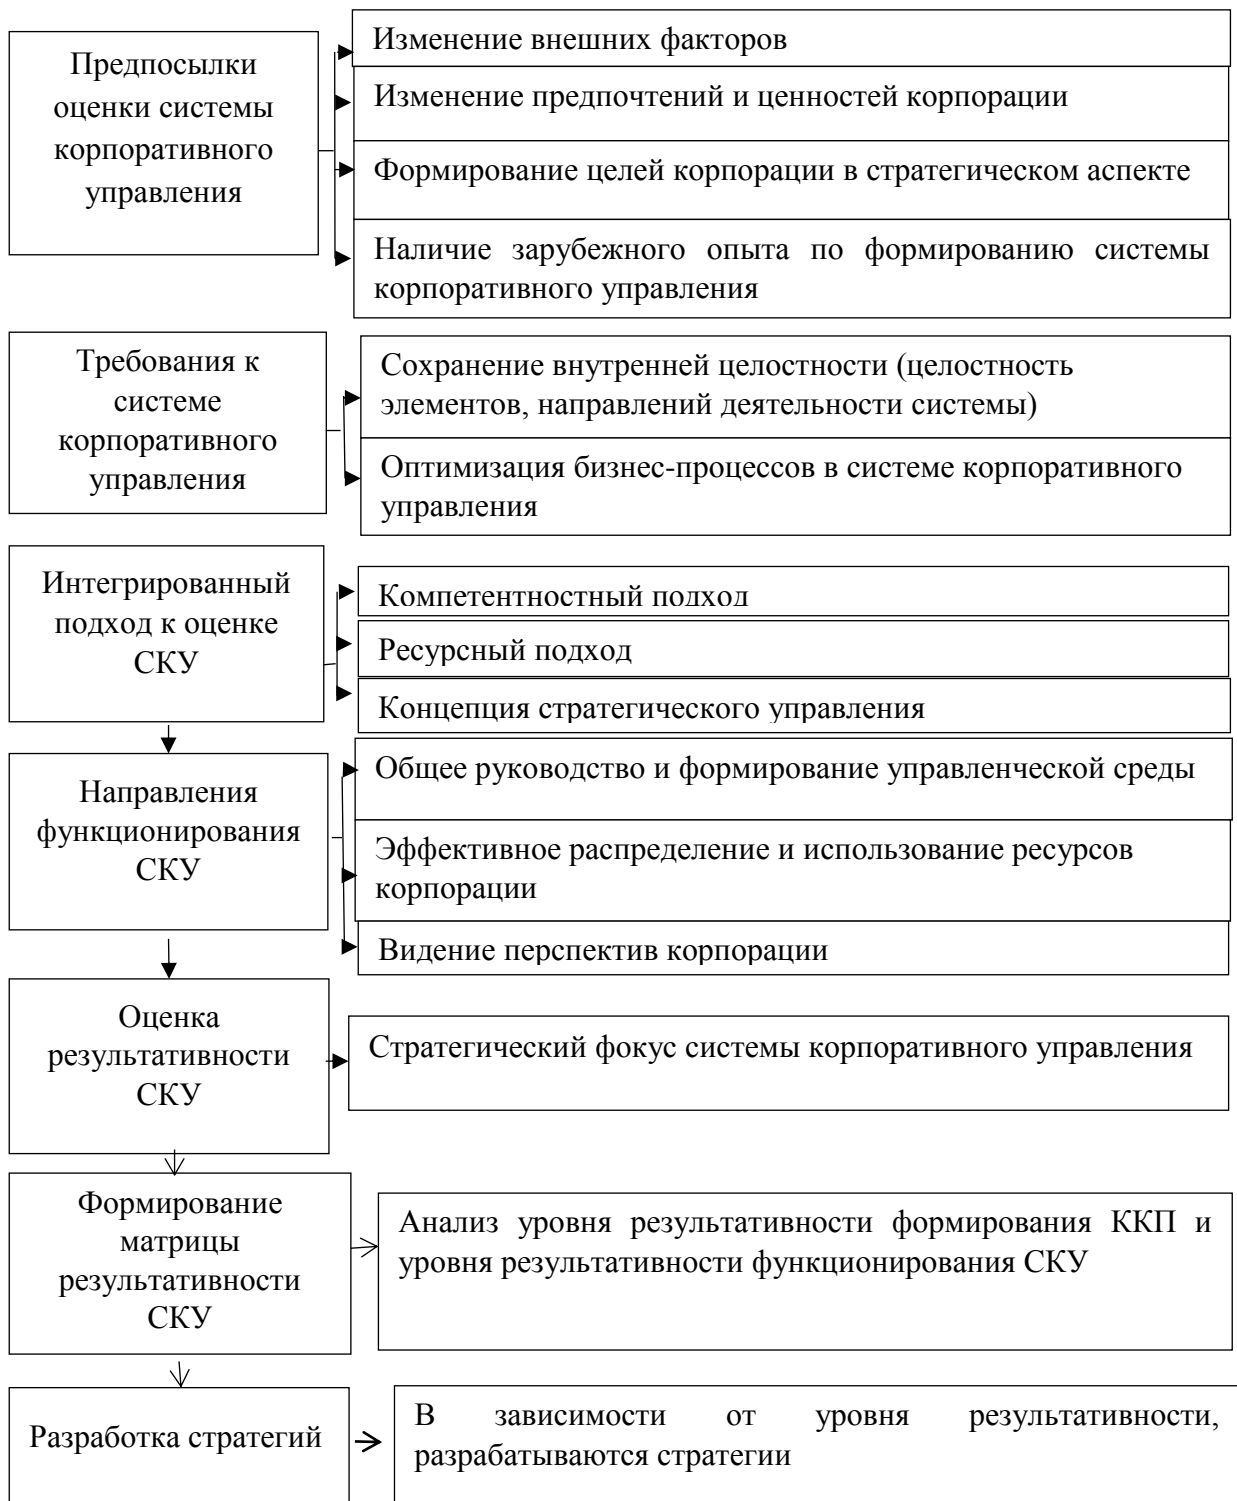 Предпосылки
оценки системы
корпоративного
управления
Изменение внешних факторов
Изменение предпочтений и ценностей корпорации
Формирование целей корпорации в стратегическом аспекте
Наличие зарубежного опыта по формированию системы
корпоративного управления
Требования к
системе
корпоративного
управления
Сохранение внутренней целостности (целостность
элементов, направлений деятельности системы)
Оптимизация бизнес-процессов в системе корпоративного
управления
Интегрированный
подход к оценке
СКУ
Компетентностный подход
Ресурсный подход
Концепция стратегического управления
Направления
функционирования
СКУ
Общее руководство и формирование управленческой среды
Эффективное распределение и использование ресурсов
корпорации
Видение перспектив корпорации
Оценка
результативности
СКУ
Стратегический фокус системы корпоративного управления
Формирование
матрицы
результативности
СКУ
Анализ уровня результативности формирования ККП и
уровня результативности функционирования СКУ
Разработка стратегий
В зависимости от уровня результативности,
разрабатываются стратегии